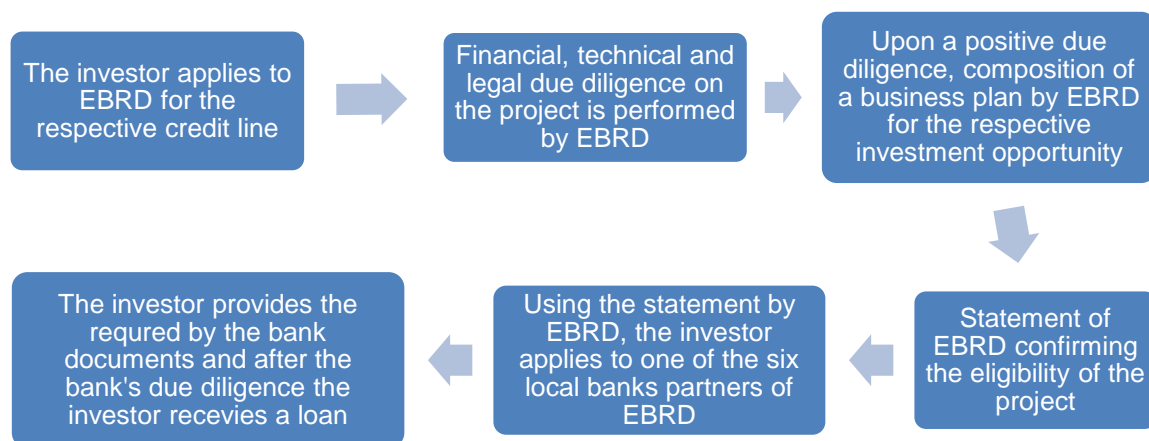 The investor applies to
EBRD for the
respective credit line
Financial, technical and
legal due diligence on
the project is performed
by EBRD
Upon a positive due
diligence, composition of
a business plan by EBRD
for the respective
investment opportunity
Statement of
EBRD confirming
the eligibility of the
project
Using the statement by
EBRD, the investor
applies to one of the six
local banks partners of
EBRD
The investor provides the
requred by the bank
documents and after the
bank's due diligence the
investor recevies a loan